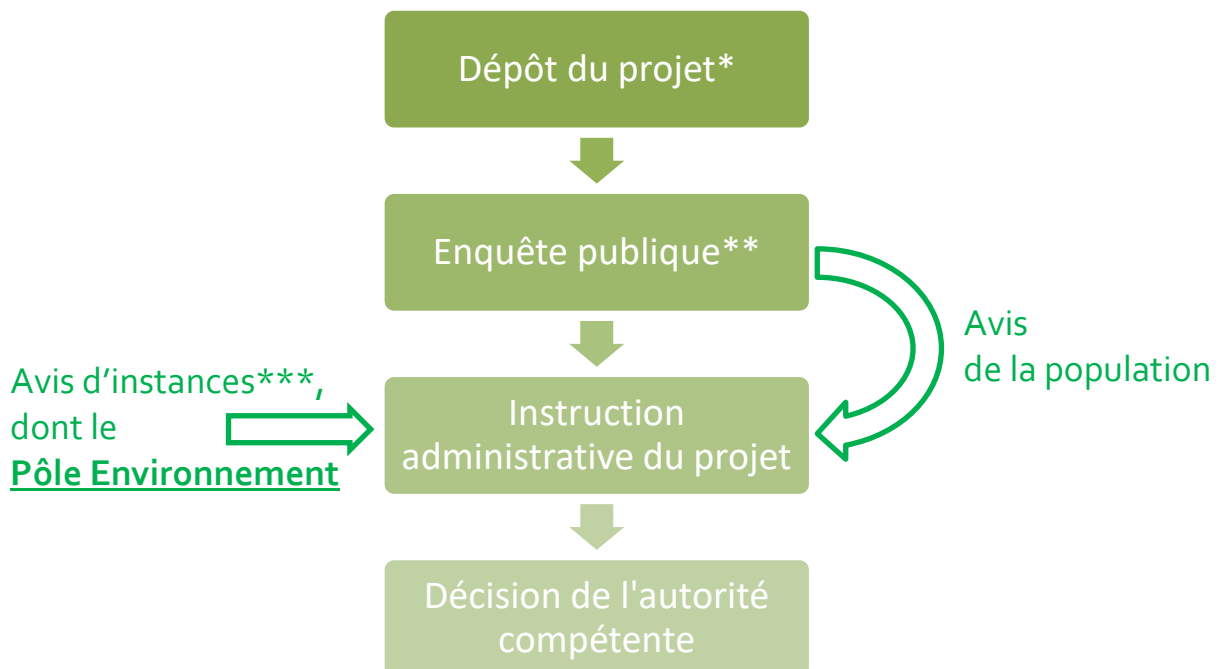 Dépôt du projet*
Enquête publique**
Avis
de la population
Avis d’instances***,
dont le
Pôle Environnement
Instruction
administrative du projet
Décision de l'autorité
compétente